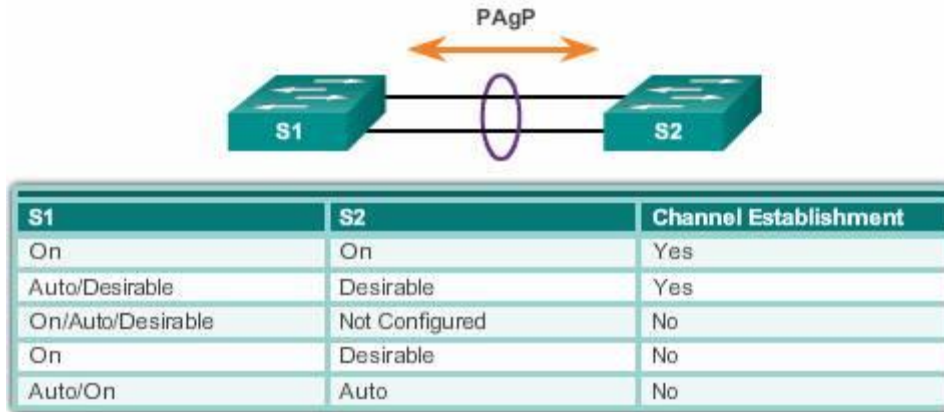 PAgP
S1
S2
S1 S2 Channel Establishment
On On Yes
Auto/Desirable Desirable Yes
On/Auto/Desirable Not Configured No
On Desirable No
Auto/On Auto No